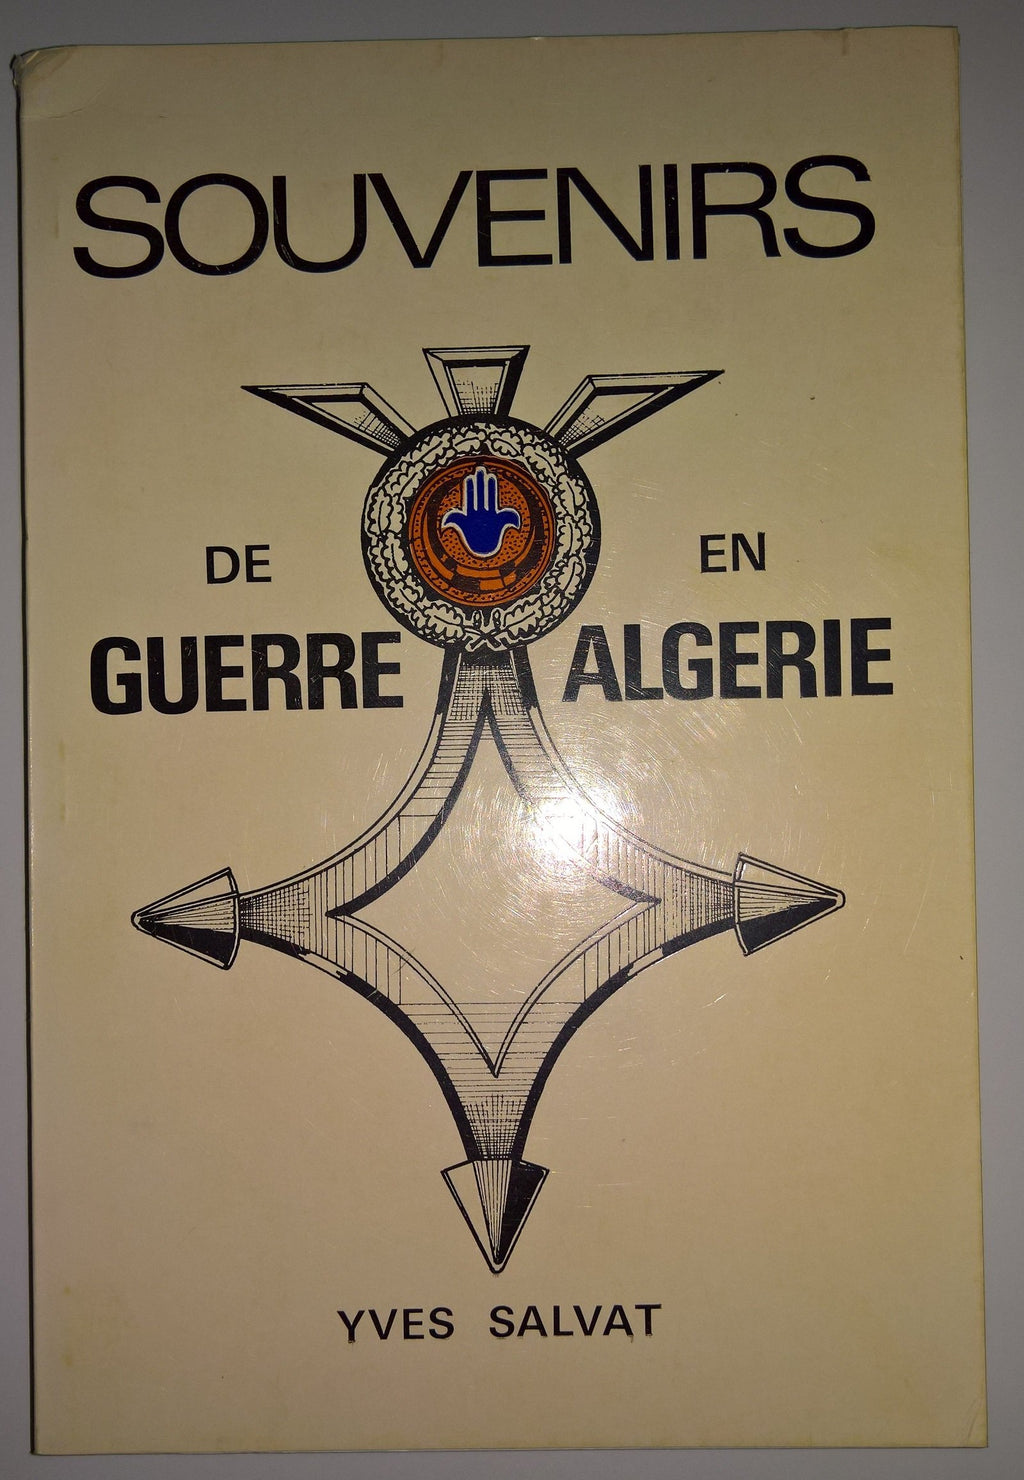 SOUVENIRS
DE
GUERRE
EN
ALGERIE
YVES SALVAT